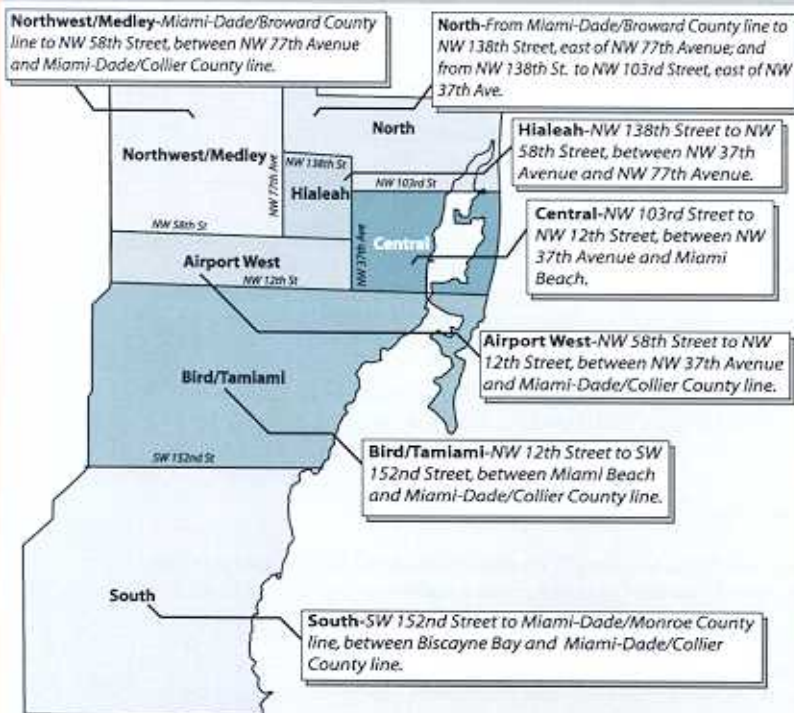 Northwest/Medley-Miami-Dade/Broward County
line to NW 58th Street, between NW 77th Avenue
and Miami-Dade/Collier County line.
North-From Miami-Dade/Broward County line to
NW 138th Street, east of NW 77th Avenue; and
from NW 138th St. to NW 103rd Street, east of NW
37th Ave.
North
Northwest/Medley
NW 77th Ave
NW 138th St
Hialeah
NW 103rd St
Hialeah-NW 138th Street to NW
58th Street, between NW 37th
Avenue and NW 77th Avenue.
NW 58th St
NW 37th Ave
Central
Central-NW 103rd Street to
NW 12th Street, between NW
37th Avenue and Miami
Beach.
Airport West
NW 12th St
Airport West-NW 58th Street to NW
12th Street, between NW 37th Avenue
and Miami-Dade/Collier County line.
Bird/Tamiami
SW 152nd St
Bird/Tamiami-NW 12th Street to SW
152nd Street, between Miami Beach
and Miami-Dade/Collier County line.
South
South-SW 152nd Street to Miami-Dade/Monroe County
line, between Biscayne Bay and Miami-Dade/Collier
County line.